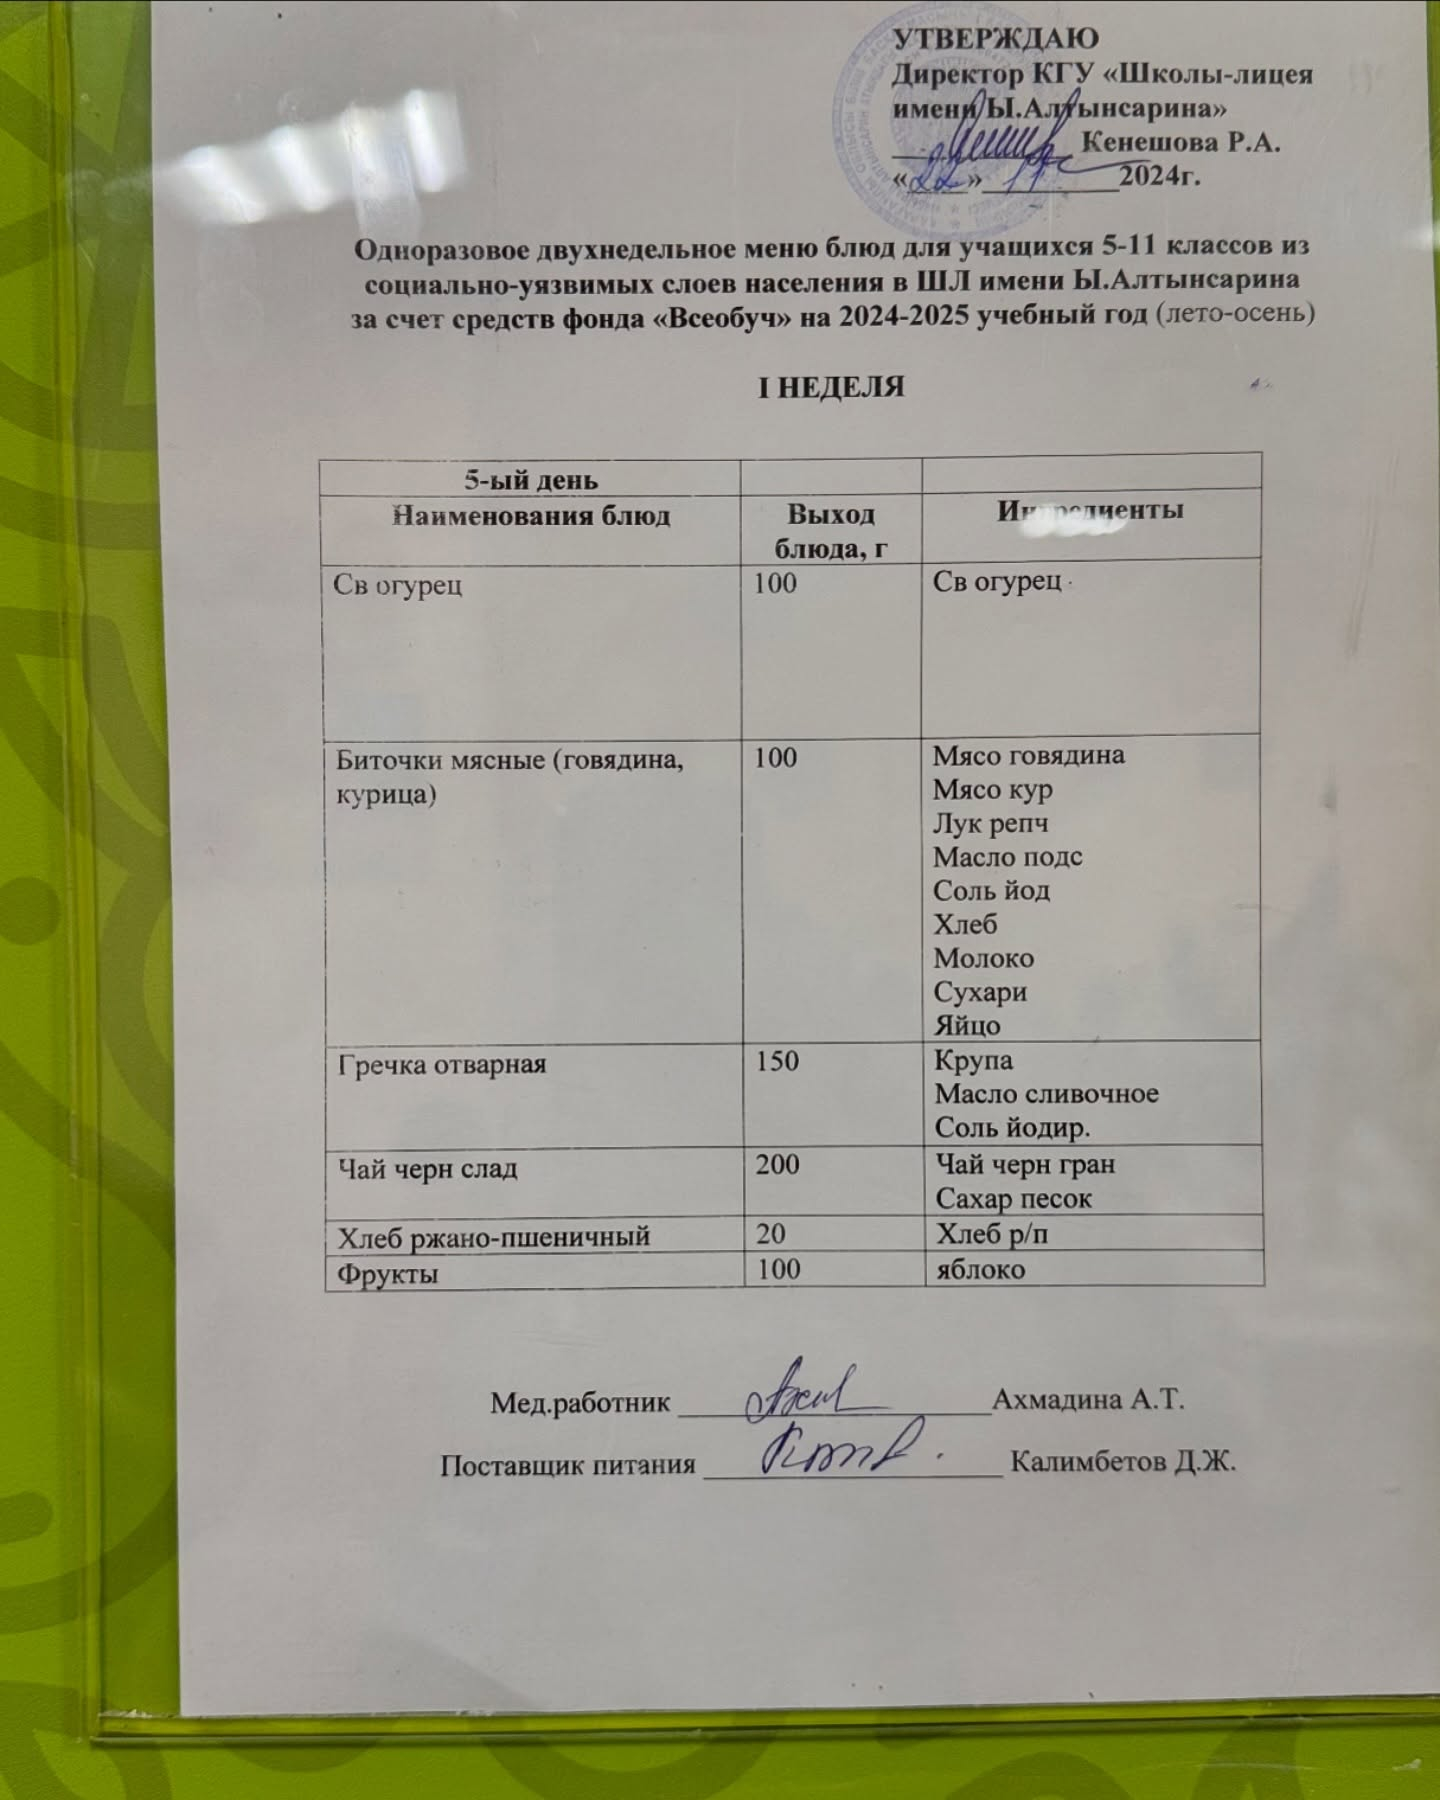 УТВЕРЖДАЮ
Директор КГУ «Школы-лицея
имени Ы.Алтынсарина»
Кенешова Р.А.
«22» 11 2024г.
Одноразовое двухнедельное меню блюд для учащихся 5-11 классов из
социально-уязвимых слоев населения в ШЛ имени Ы.Алтынсарина
за счет средств фонда «Всеобуч» на 2024-2025 учебный год (лето-осень)
I НЕДЕЛЯ
5-ый день
Наименования блюд Выход блюда, г Ингредиенты
Св огурец 100 Св огурец
Биточки мясные (говядина, 100 Мясо говядина
курица) Мясо кур
Лук репч
Масло подс
Соль йод
Хлеб
Молоко
Сухари
Яйцо
Гречка отварная 150 Крупа
Масло сливочное
Соль йодир.
Чай черн слад 200 Чай черн гран
Сахар песок
Хлеб ржано-пшеничный 20 Хлеб р/п
Фрукты 100 яблоко
Мед.работник Ахмадина А.Т.
Поставщик питания Калимбетов Д.Ж.